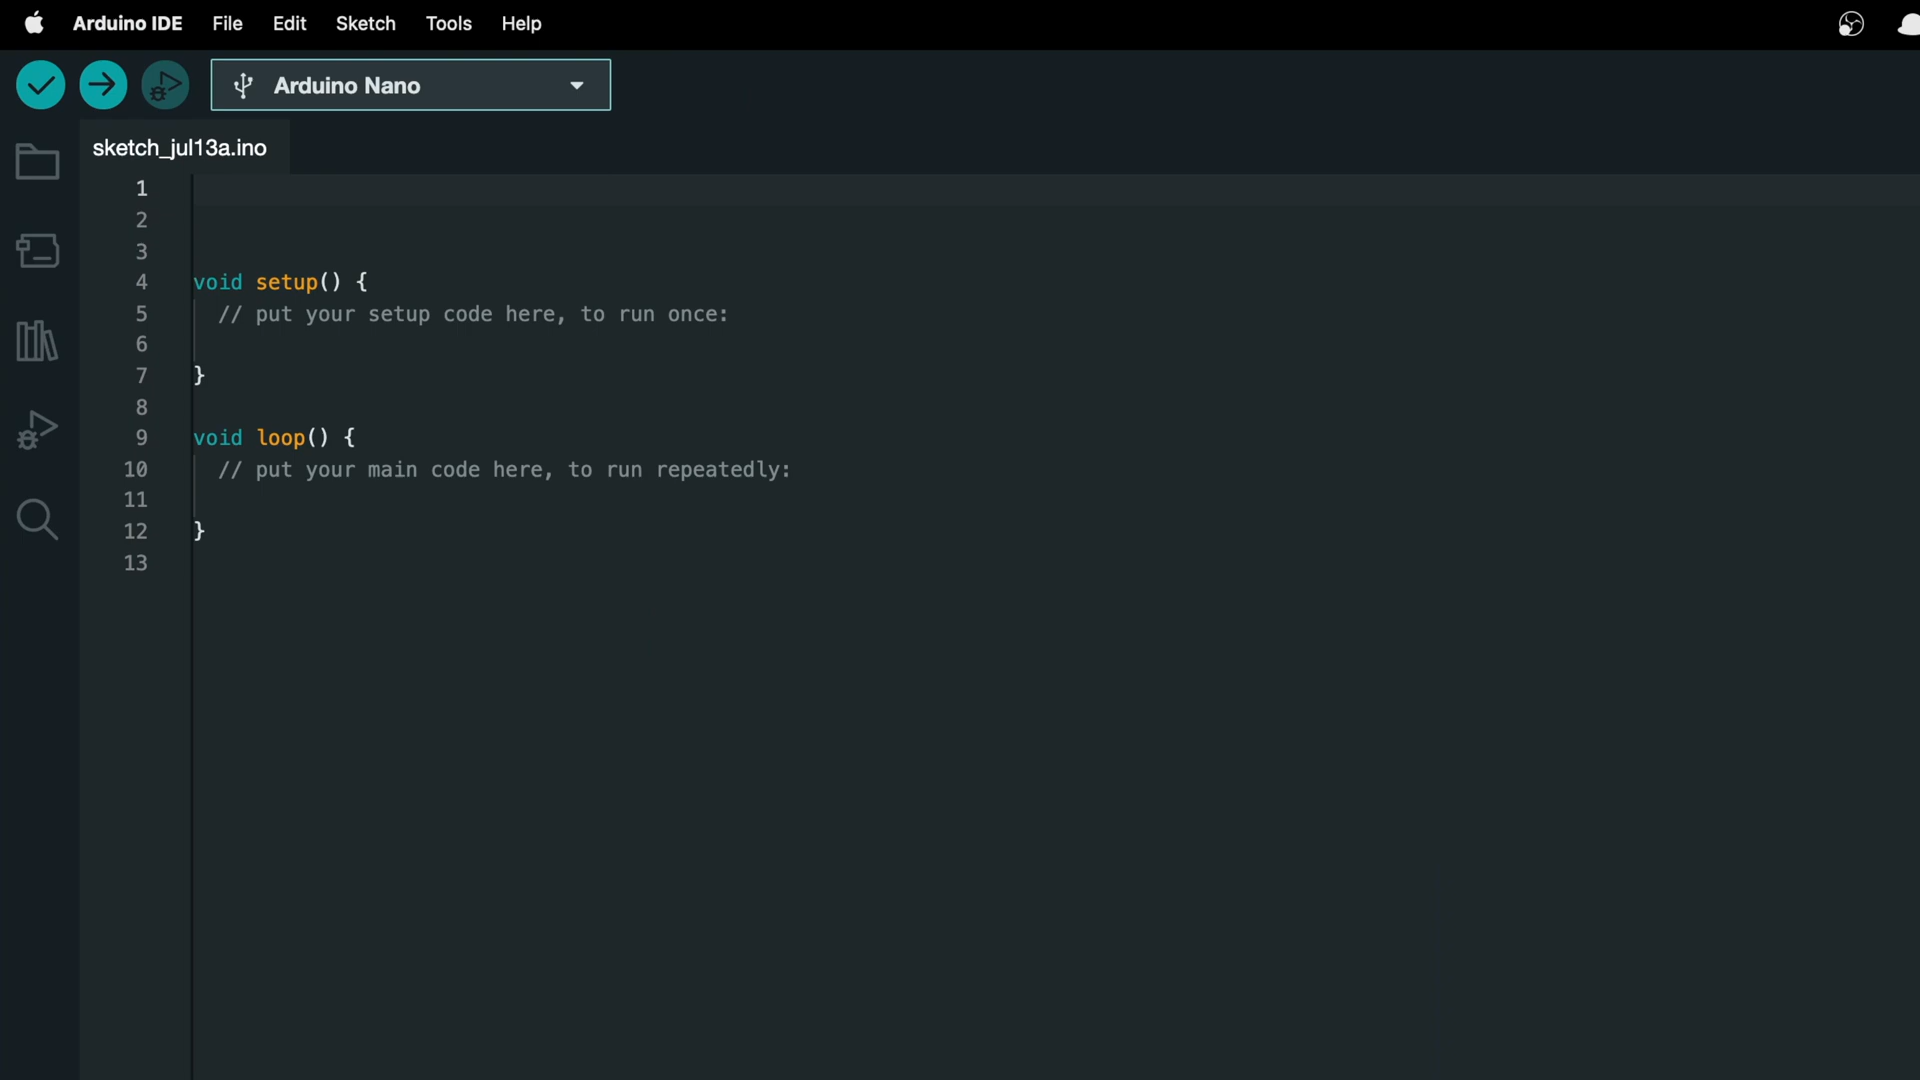 Arduino IDE File Edit Sketch Tools Help
Arduino Nano
sketch_jul13a.ino
1
2
3
4 void setup() {
5 // put your setup code here, to run once:
6
7 }
8
9 void loop() {
10 // put your main code here, to run repeatedly:
11
12 }
13